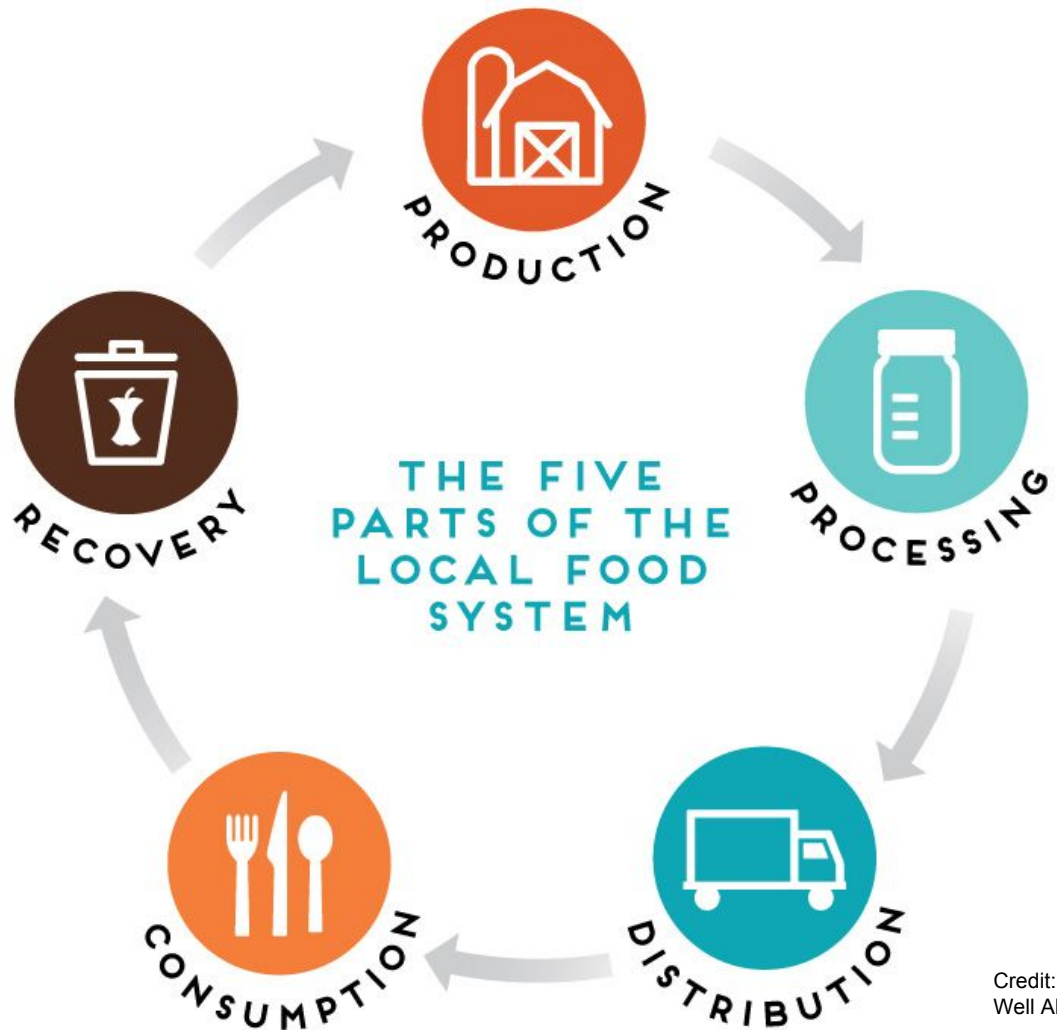 PRODUCTION
PROCESSING
RECOVERY
THE FIVE
PARTS OF THE
LOCAL FOOD
SYSTEM
CONSUMPTION
DISTRIBUTION
Credit:
Well